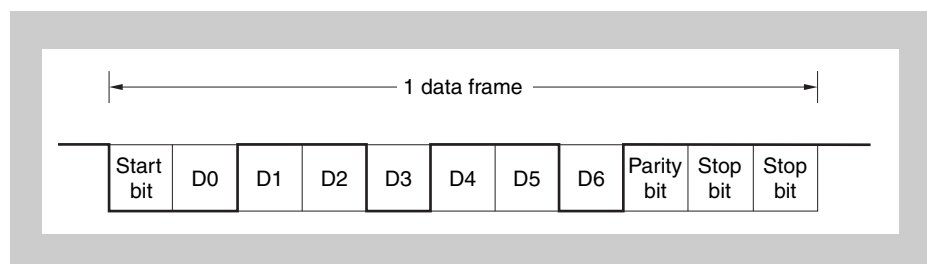 1 data frame
Start bit D0 D1 D2 D3 D4 D5 D6 Parity bit Stop bit Stop bit